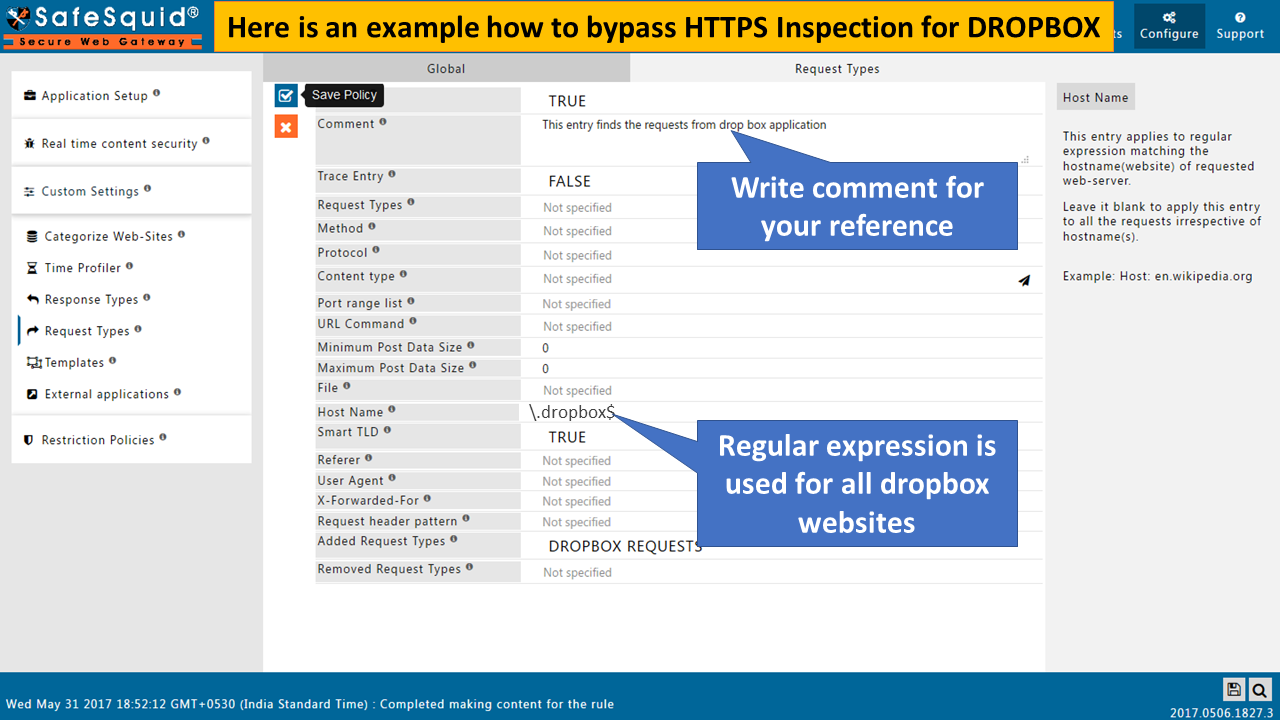 SafeSquid®
Secure Web Gateway
Here is an example how to bypass HTTPS Inspection for DROPBOX
ts
Configure
Support
Global
Request Types
Application Setup
Real time content security
Custom Settings
Categorize Web-Sites
Time Profiler
Response Types
Request Types
Templates
External applications
Restriction Policies
Save Policy
TRUE
Comment
This entry finds the requests from drop box application
Trace Entry
FALSE
Request Types
Not specified
Method
Not specified
Protocol
Not specified
Content type
Not specified
Port range list
Not specified
URL Command
Not specified
Minimum Post Data Size
0
Maximum Post Data Size
0
File
Not specified
Host Name
\.dropbox$
Smart TLD
TRUE
Referer
Not specified
User Agent
Not specified
X-Forwarded-For
Not specified
Request header pattern
Not specified
Added Request Types
DROPBOX REQUESTS
Removed Request Types
Not specified
Write comment for
your reference
Regular expression is
used for all dropbox
websites
Host Name
This entry applies to regular
expression matching the
hostname(website) of requested
web-server.
Leave it blank to apply this entry
to all the requests irrespective of
hostname(s).
Example: Host: en.wikipedia.org
Wed May 31 2017 18:52:12 GMT+0530 (India Standard Time) : Completed making content for the rule
2017.0506.1827.3